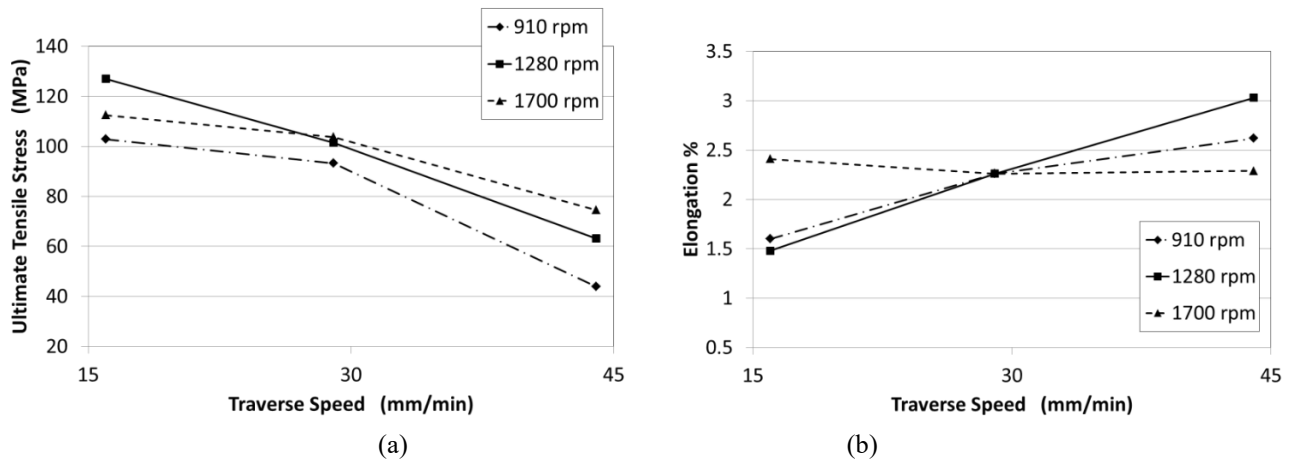 Ultimate Tensile Stress (MPa)
140
120
100
80
60
40
20
15
30
45
Traverse Speed (mm/min)
910 rpm
1280 rpm
1700 rpm
(a)
Elongation %
3.5
3
2.5
2
1.5
1
0.5
15
30
45
Traverse Speed (mm/min)
910 rpm
1280 rpm
1700 rpm
(b)